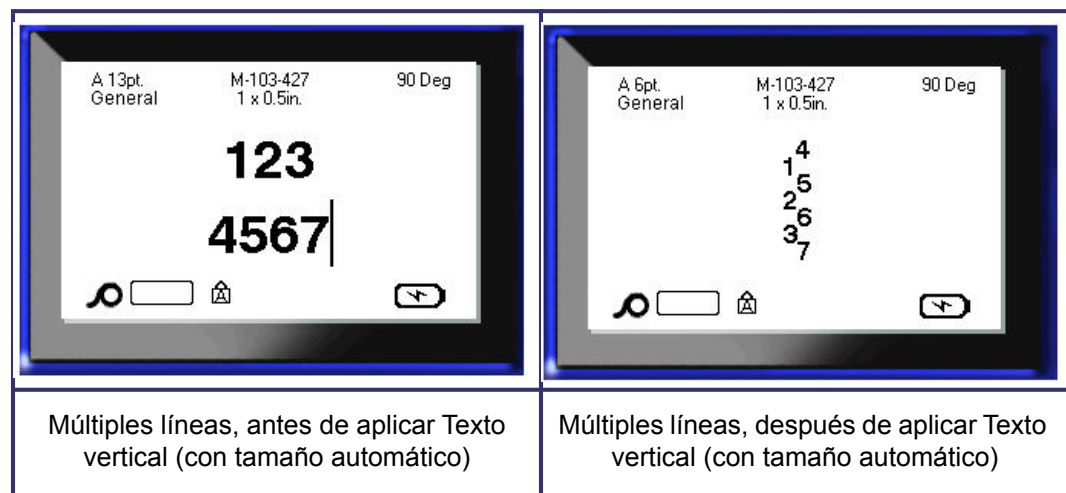 A 13pt. M-103-427 90 Deg
General 1 x 0.5in.
123
4567
A
Múltiples líneas, antes de aplicar Texto
vertical (con tamaño automático)
A 6pt. M-103-427 90 Deg
General 1 x 0.5in.
4
1
5
2
6
3
7
A
Múltiples líneas, después de aplicar Texto
vertical (con tamaño automático)